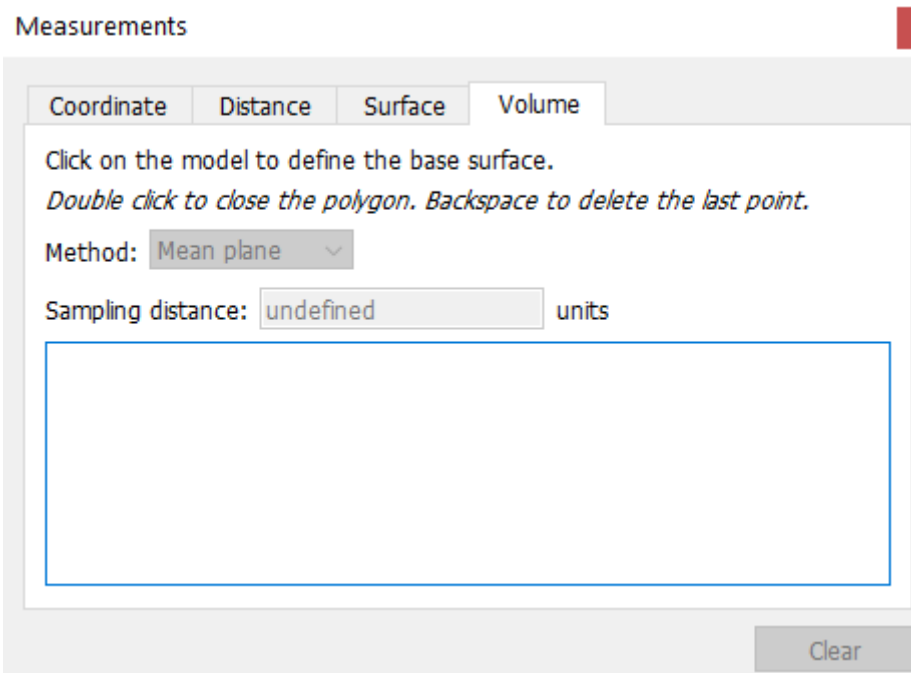 Measurements
Coordinate Distance Surface Volume
Click on the model to define the base surface.
Double click to close the polygon. Backspace to delete the last point.
Method: Mean plane
Sampling distance: undefined units
Clear